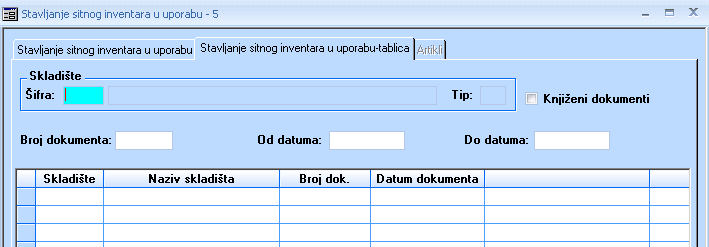 Stavljanje sitnog inventara u uporabu - 5
Stavljanje sitnog inventara u uporabu Stavljanje sitnog inventara u uporabu-tablica Artikli
Skladište
Šifra: Tip: Knjiženi dokumenti
Broj dokumenta: Od datuma: Do datuma:
Skladište Naziv skladišta Broj dok. Datum dokumenta